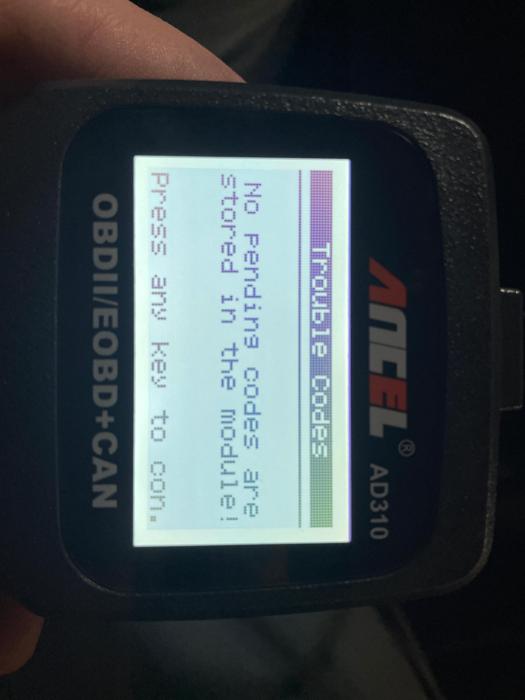 ANCEL® AD310
Trouble Codes
No pending codes are
stored in the module!
Press any key to con.
OBDII/EOBD+CAN